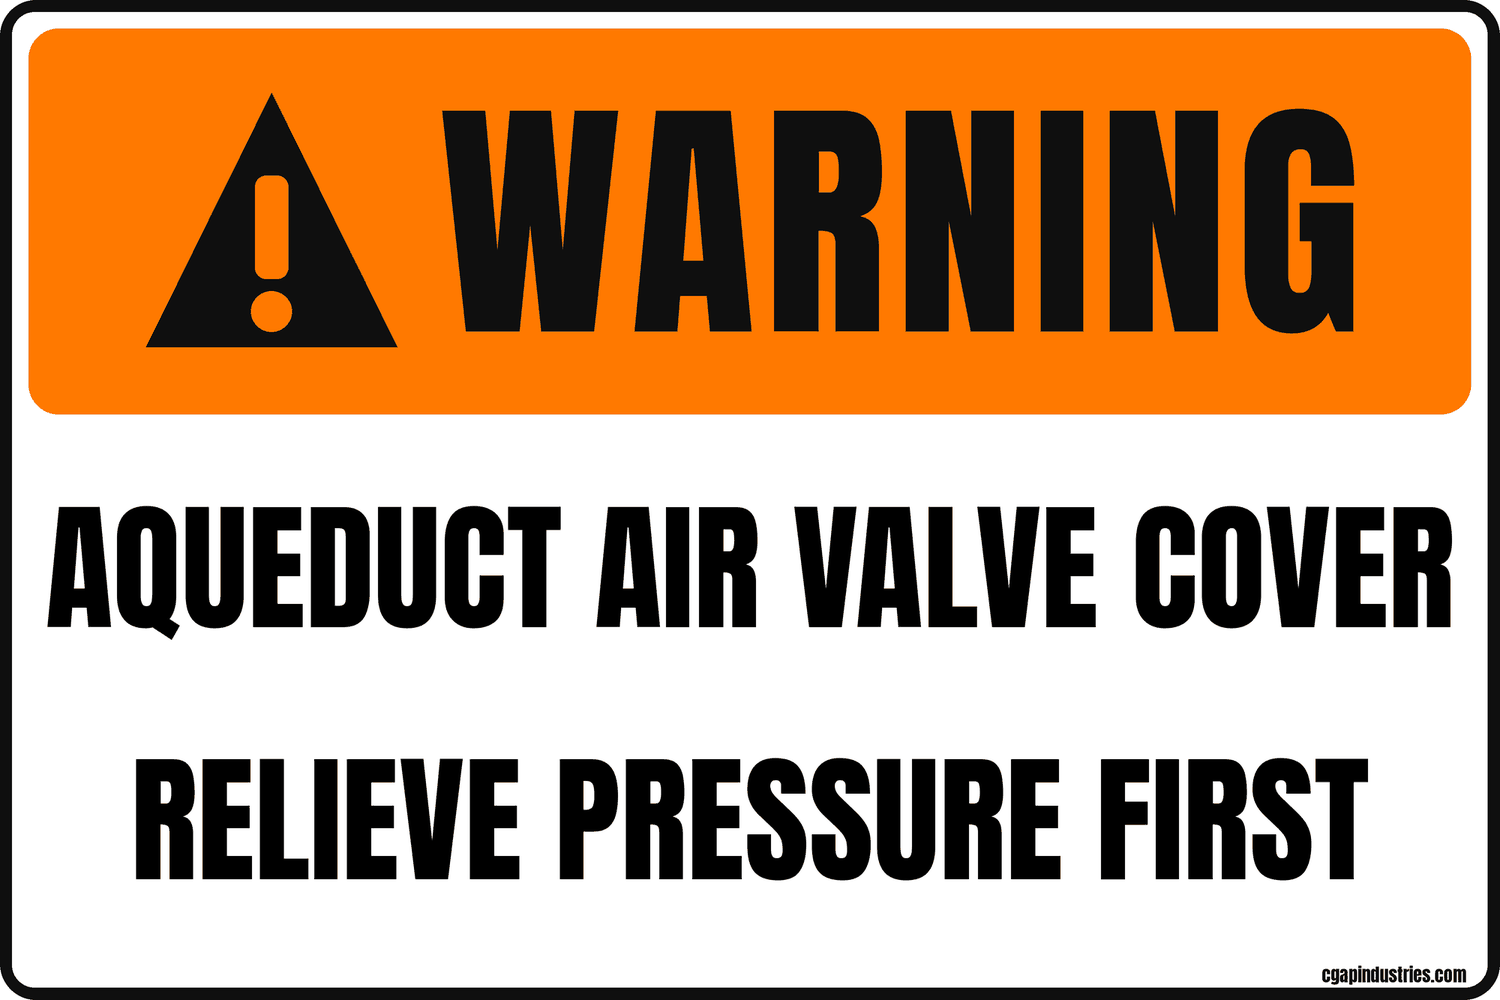 WARNING
AQUEDUCT AIR VALVE COVER
RELIEVE PRESSURE FIRST
cgapindustries.com